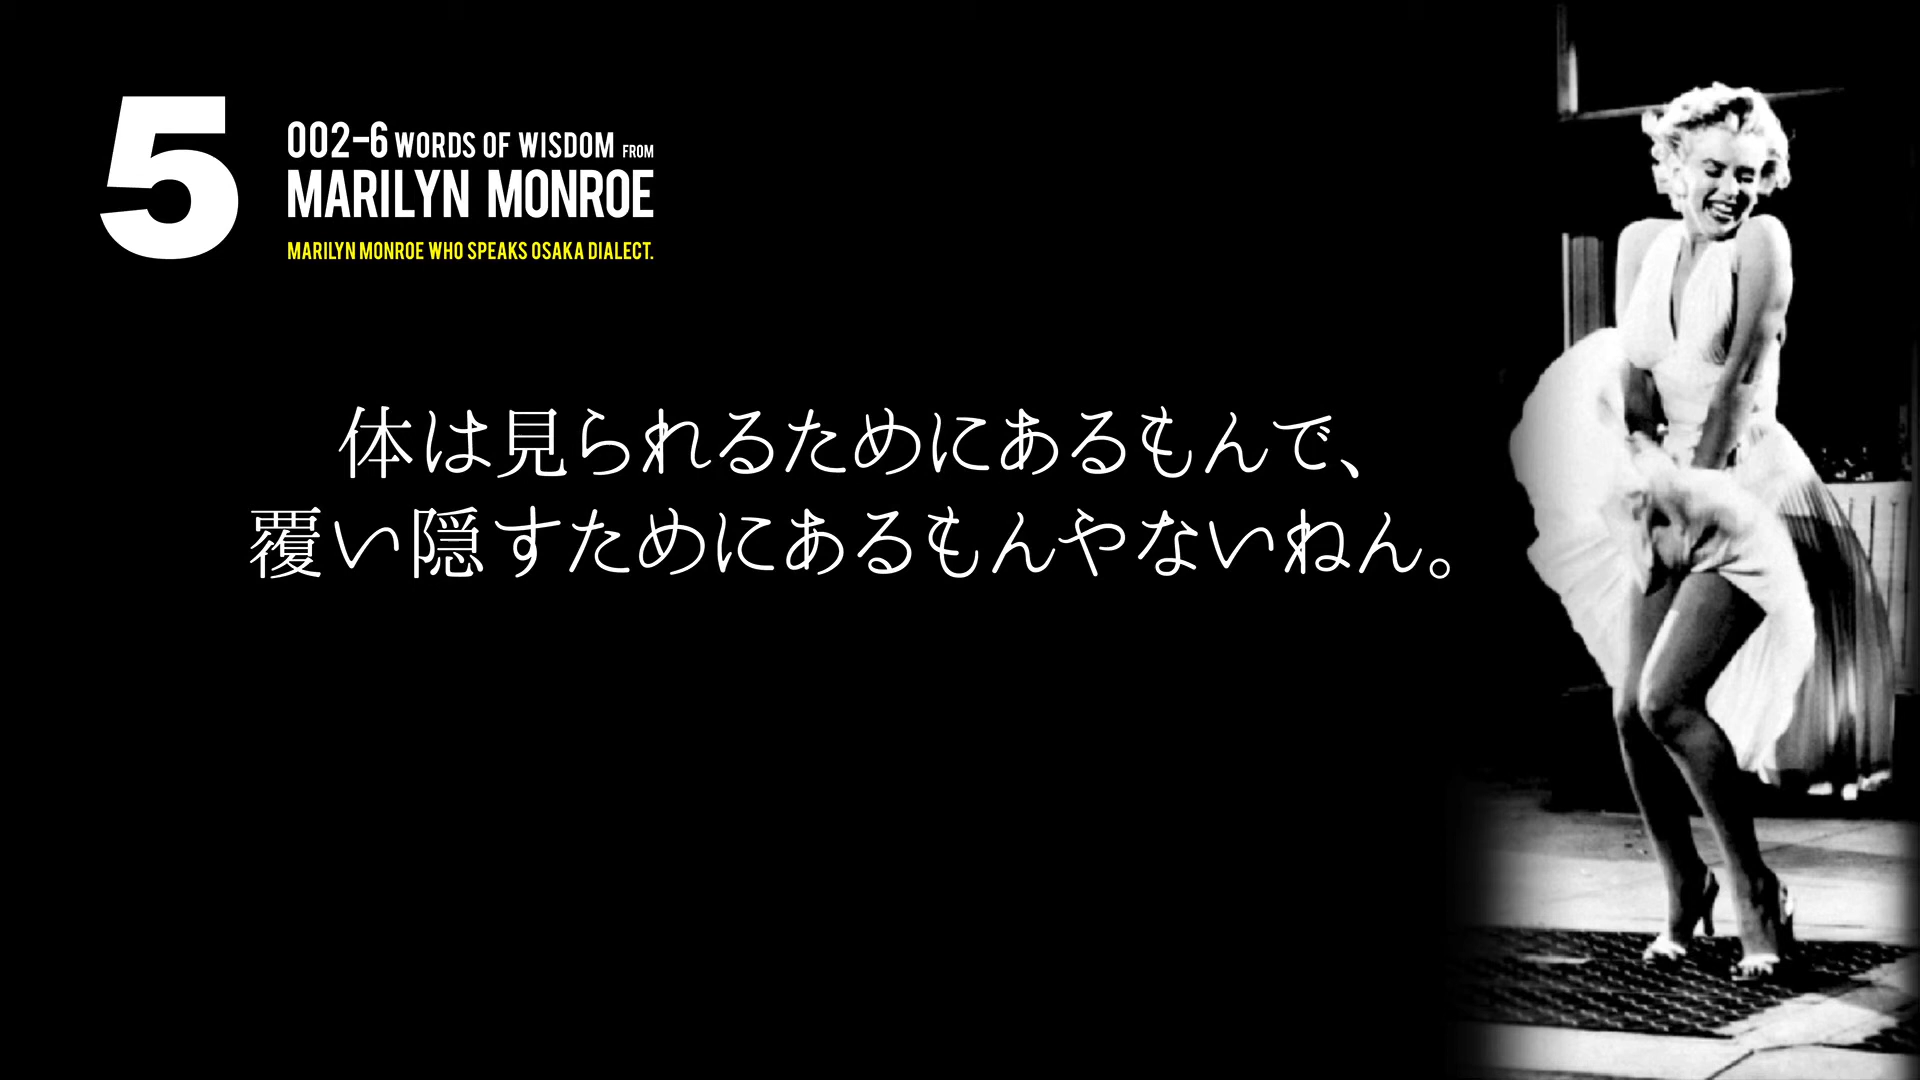 5
002-6 WORDS OF WISDOM FROM
MARILYN MONROE
MARILYN MONROE WHO SPEAKS OSAKA DIALECT.
体は見られるためにあるもんで、
覆い隠すためにあるもんやないねん。